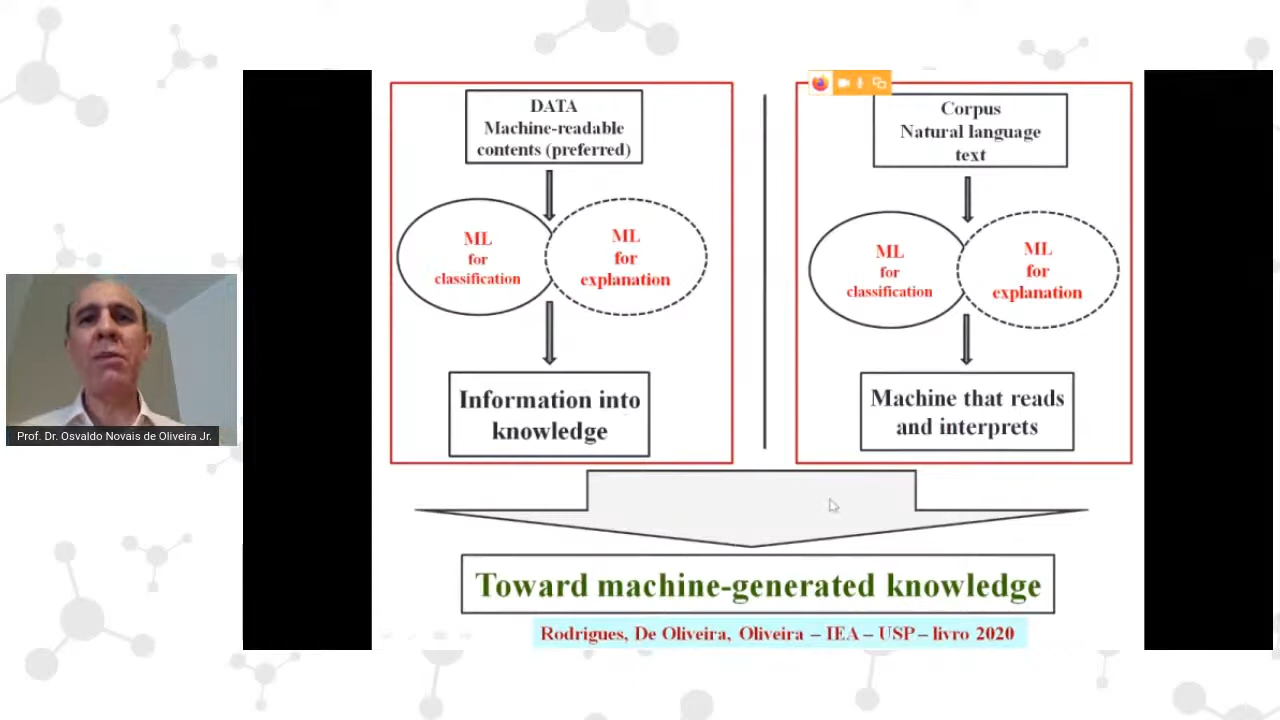 DATA
Machine-readable
contents (preferred)
ML
for
classification
ML
for
explanation
Information into
knowledge
Corpus
Natural language
text
ML
for
classification
ML
for
explanation
Machine that reads
and interprets
Toward machine-generated knowledge
Rodrigues, De Oliveira, Oliveira – IEA – USP – livro 2020
Prof. Dr. Osvaldo Novais de Oliveira Jr.